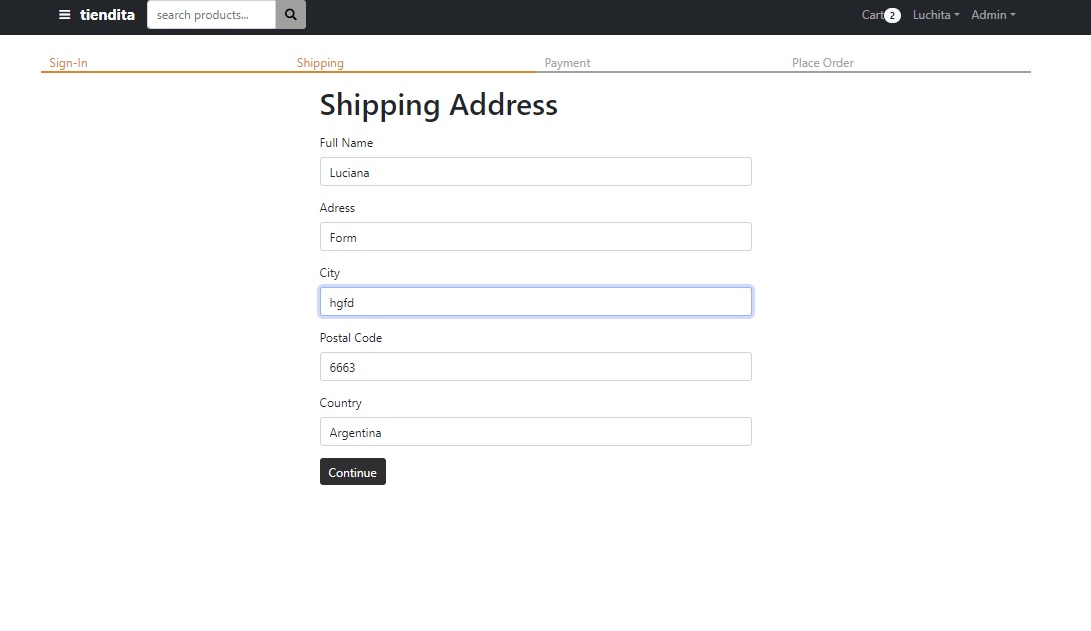 tiendita search products... Cart 2 Luchita Admin
Sign-In Shipping Payment Place Order
Shipping Address
Full Name
Luciana
Adress
Form
City
hgfd
Postal Code
6663
Country
Argentina
Continue